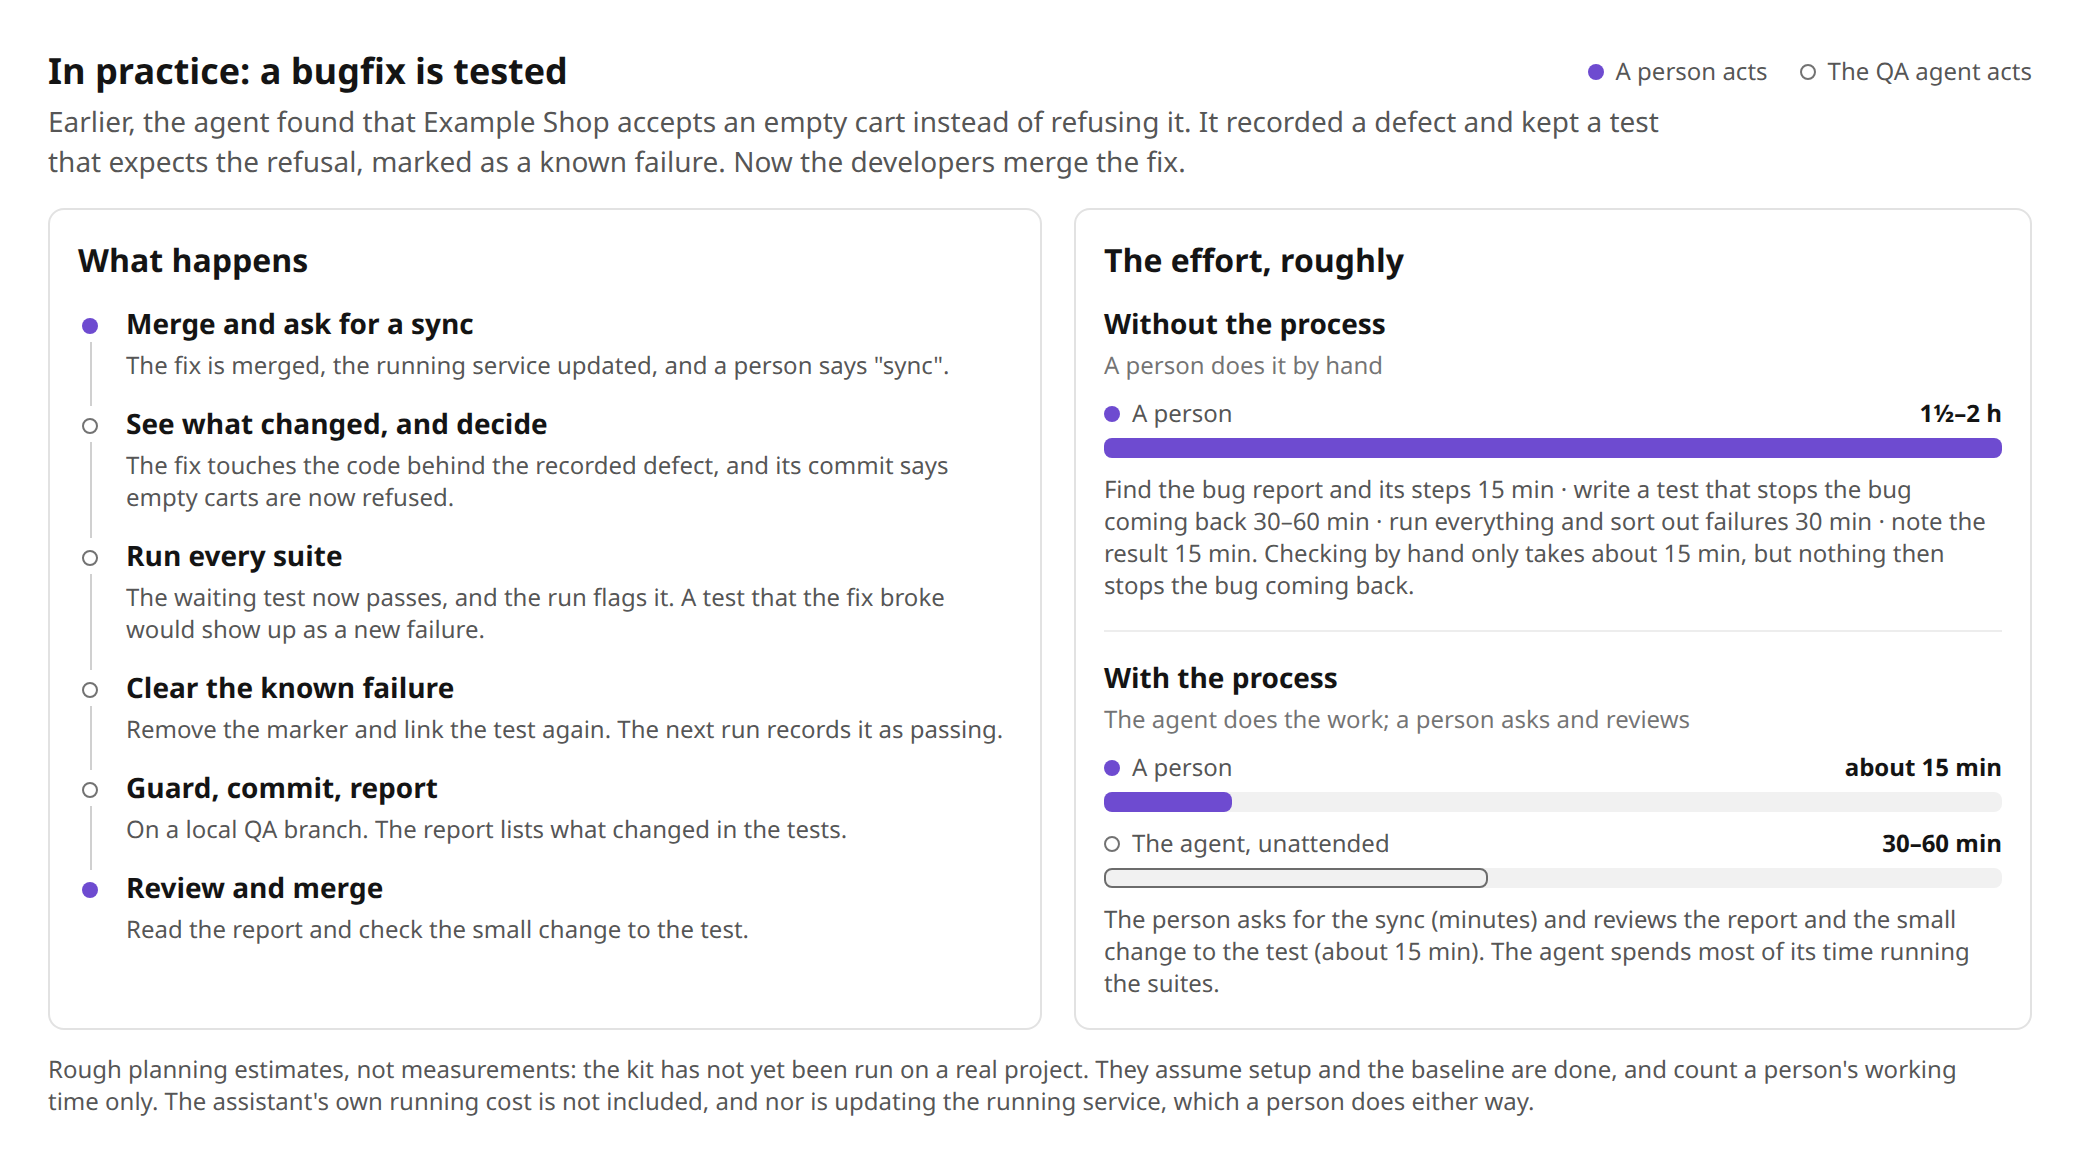 In practice: a bugfix is tested
A person acts
The QA agent acts
Earlier, the agent found that Example Shop accepts an empty cart instead of refusing it. It recorded a defect and kept a test
that expects the refusal, marked as a known failure. Now the developers merge the fix.
What happens
Merge and ask for a sync
The fix is merged, the running service updated, and a person says "sync".
See what changed, and decide
The fix touches the code behind the recorded defect, and its commit says
empty carts are now refused.
Run every suite
The waiting test now passes, and the run flags it. A test that the fix broke
would show up as a new failure.
Clear the known failure
Remove the marker and link the test again. The next run records it as passing.
Guard, commit, report
On a local QA branch. The report lists what changed in the tests.
Review and merge
Read the report and check the small change to the test.
The effort, roughly
Without the process
A person does it by hand
A person
1½–2 h
Find the bug report and its steps 15 min · write a test that stops the bug
coming back 30–60 min · run everything and sort out failures 30 min · note the
result 15 min. Checking by hand only takes about 15 min, but nothing then
stops the bug coming back.
With the process
The agent does the work; a person asks and reviews
A person
about 15 min
The agent, unattended
30–60 min
The person asks for the sync (minutes) and reviews the report and the small
change to the test (about 15 min). The agent spends most of its time running
the suites.
Rough planning estimates, not measurements: the kit has not yet been run on a real project. They assume setup and the baseline are done, and count a person's working
time only. The assistant's own running cost is not included, and nor is updating the running service, which a person does either way.